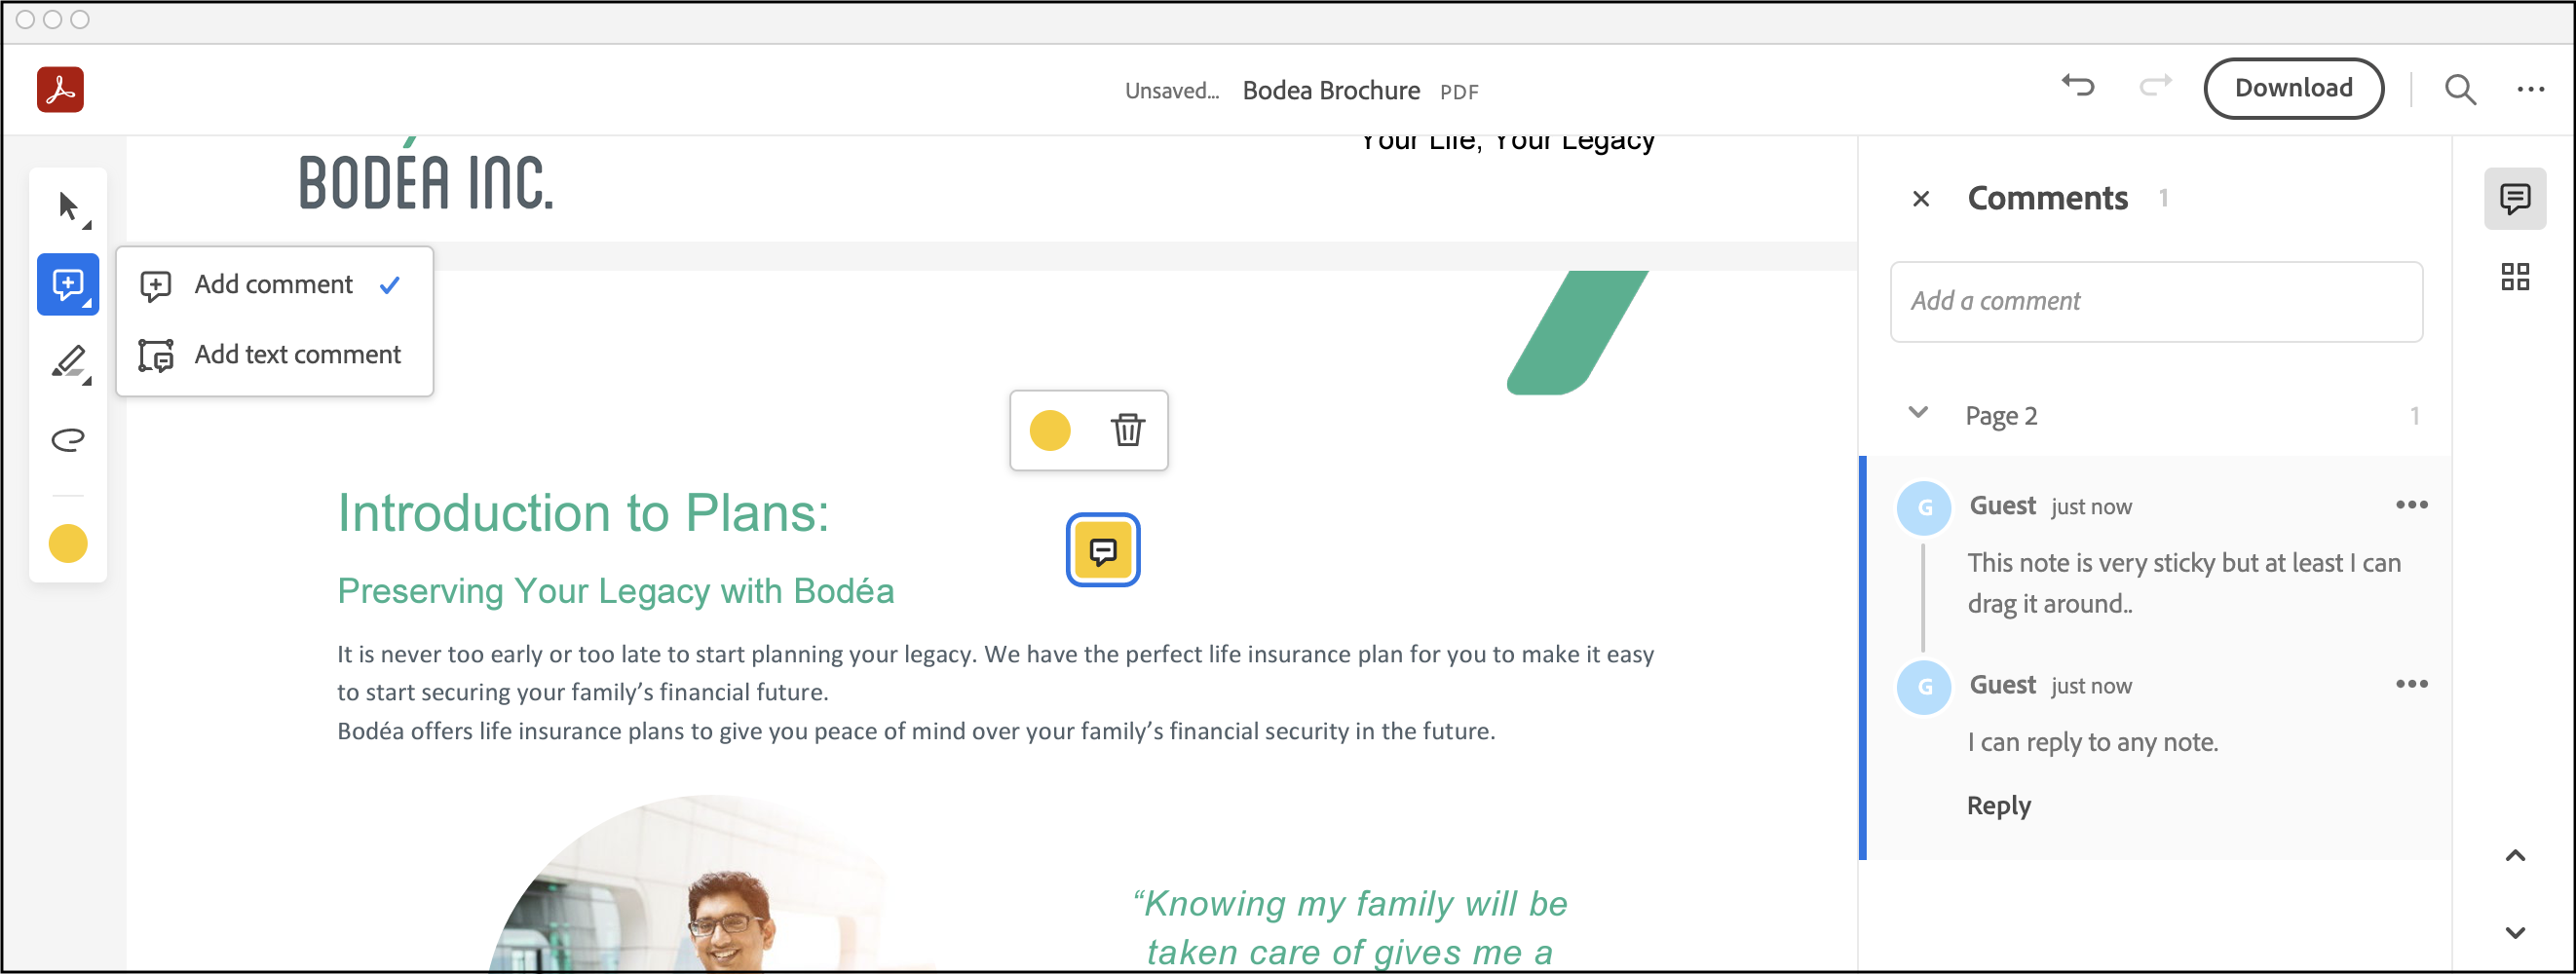 Unsaved... Bodea Brochure PDF
Download
Your Life, Your Legacy
BODÉA INC.
Add comment
Add text comment
Introduction to Plans:
Preserving Your Legacy with Bodéa
It is never too early or too late to start planning your legacy. We have the perfect life insurance plan for you to make it easy
to start securing your family’s financial future.
Bodéa offers life insurance plans to give you peace of mind over your family’s financial security in the future.
“Knowing my family will be
taken care of gives me a
Comments 1
Add a comment
Page 2 1
G Guest just now
This note is very sticky but at least I can
drag it around..
G Guest just now
I can reply to any note.
Reply